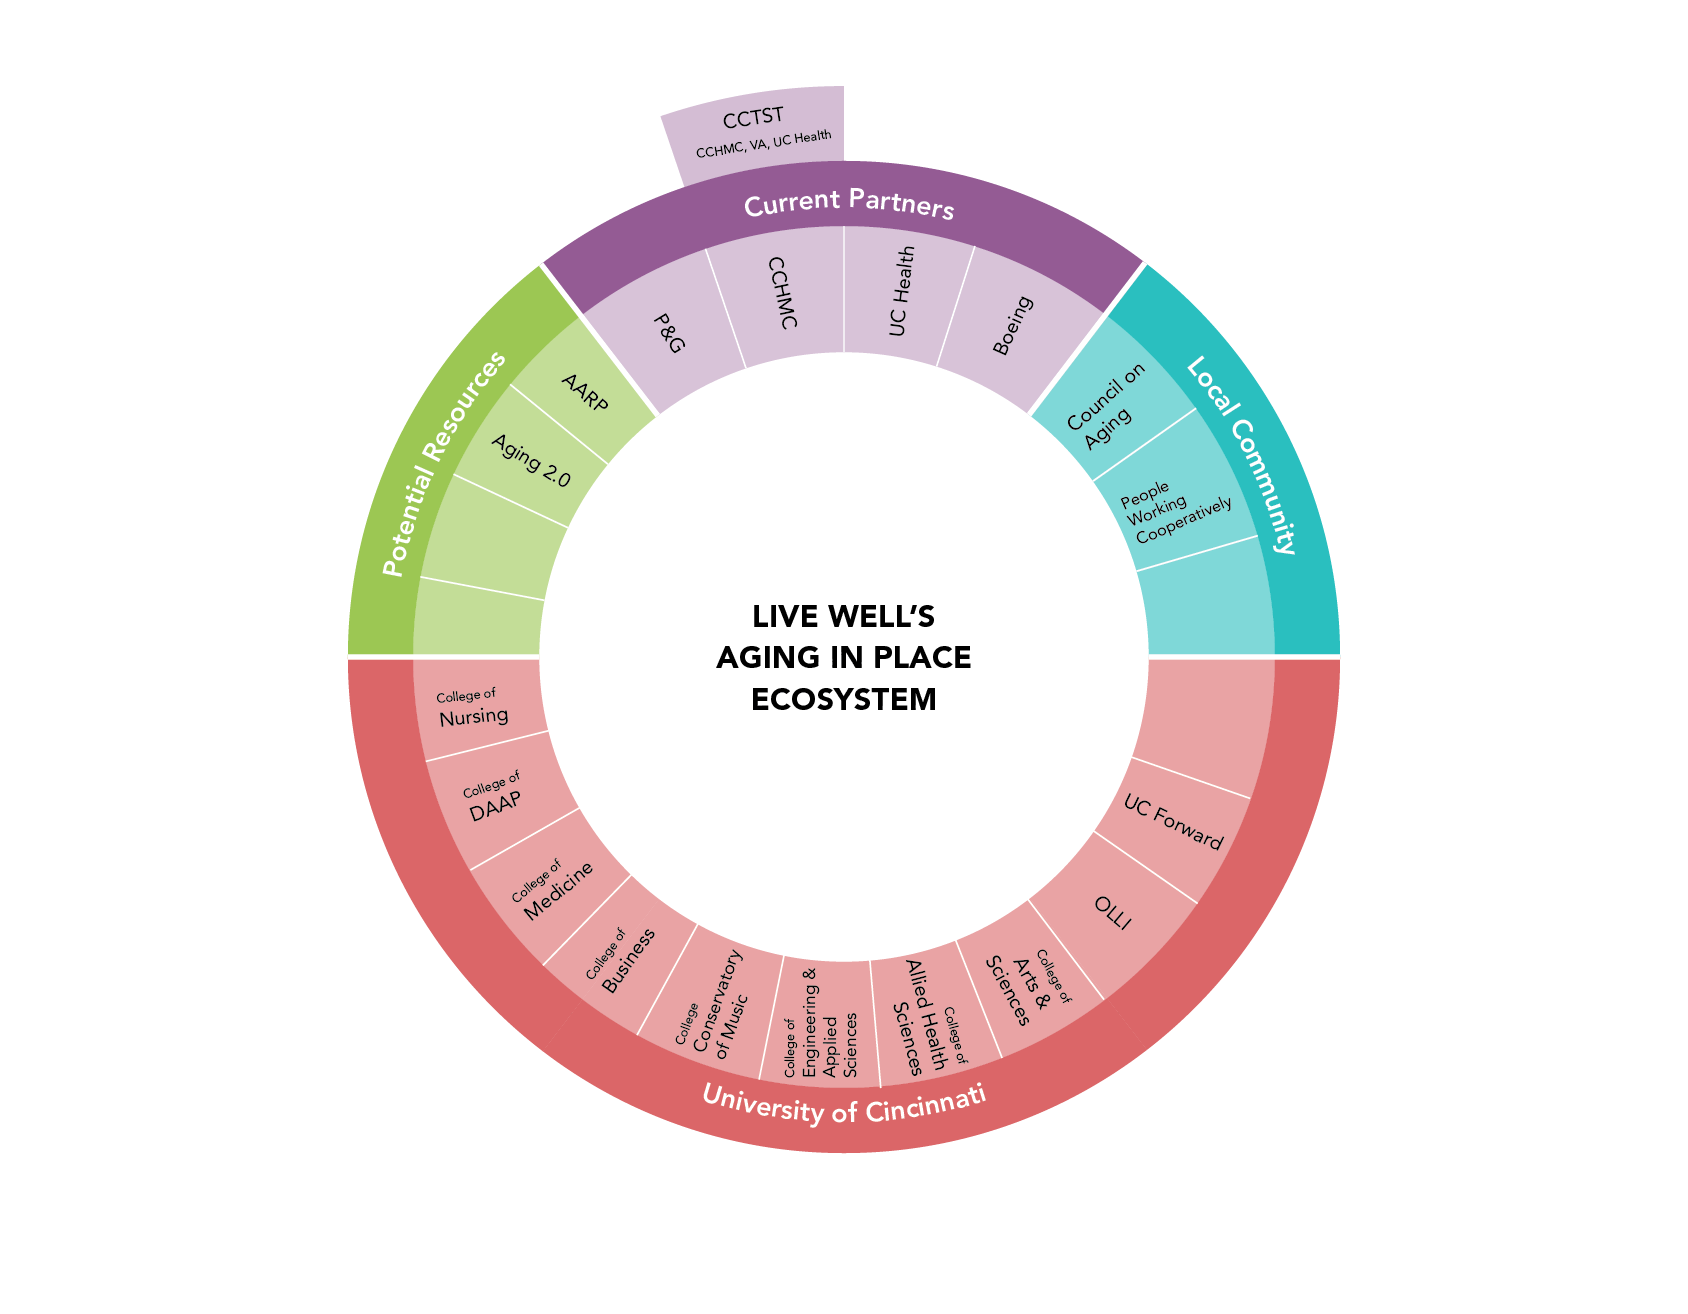 CCTST
CCHMC, VA, UC Health
Current Partners
P&G
CCHMC
UC Health
Boeing
Local Community
Council on
Aging
People
Working
Cooperatively
Potential Resources
AARP
Aging 2.0
LIVE WELL’S
AGING IN PLACE
ECOSYSTEM
College of
Nursing
College of
DAAP
College of
Medicine
College of
Business
College
Conservatory
of Music
College of
Engineering &
Applied
Sciences
College of
Allied Health
Sciences
College of
Arts &
Sciences
OLLI
UC Forward
University of Cincinnati